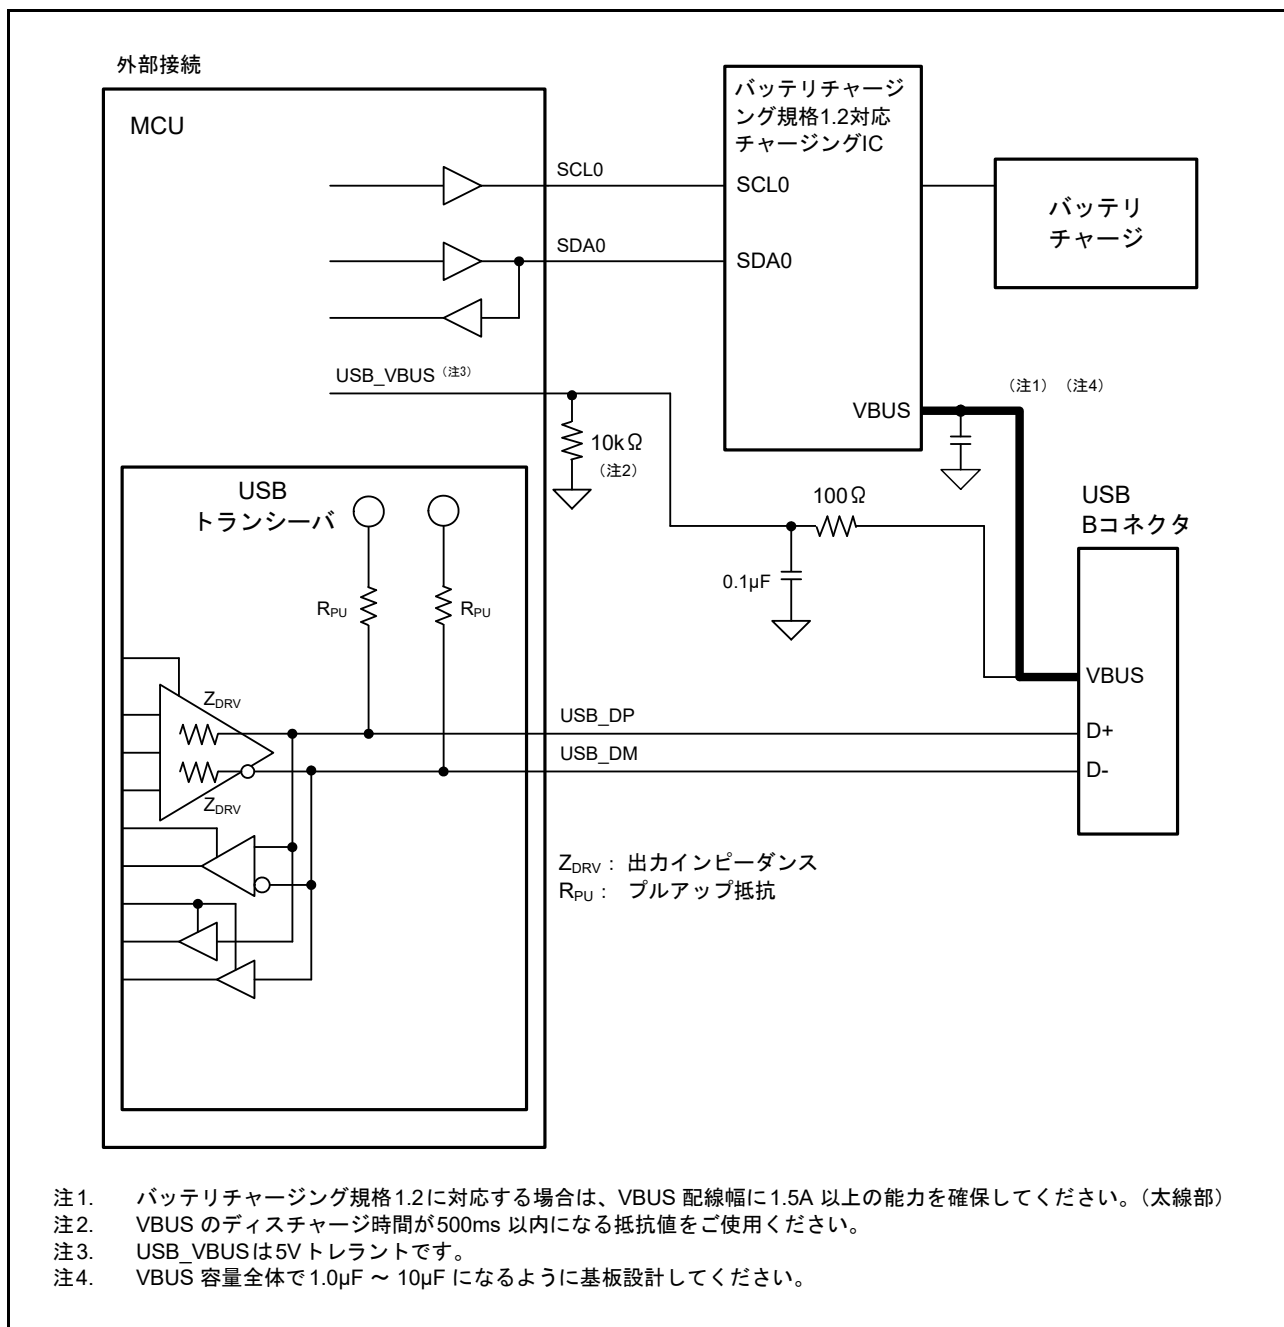 外部接続
MCU
バッテリチャージ
ング規格1.2対応
チャージングIC
SCL0
SCL0
バッテリ
チャージ
SDA0
SDA0
USB_VBUS（注3）
（注1）（注4）
VBUS
10kΩ
（注2）
USB
トランシーバ
100Ω
USB
Bコネクタ
0.1µF
RPU
RPU
VBUS
ZDRV
USB_DP
D+
USB_DM
D-
ZDRV
ZDRV： 出力インピーダンス
RPU： プルアップ抵抗
注1. バッテリチャージング規格1.2に対応する場合は、VBUS 配線幅に1.5A 以上の能力を確保してください。（太線部）
注2. VBUS のディスチャージ時間が500ms 以内になる抵抗値をご使用ください。
注3. USB_VBUSは5V トレラントです。
注4. VBUS 容量全体で1.0µF ～ 10µF になるように基板設計してください。